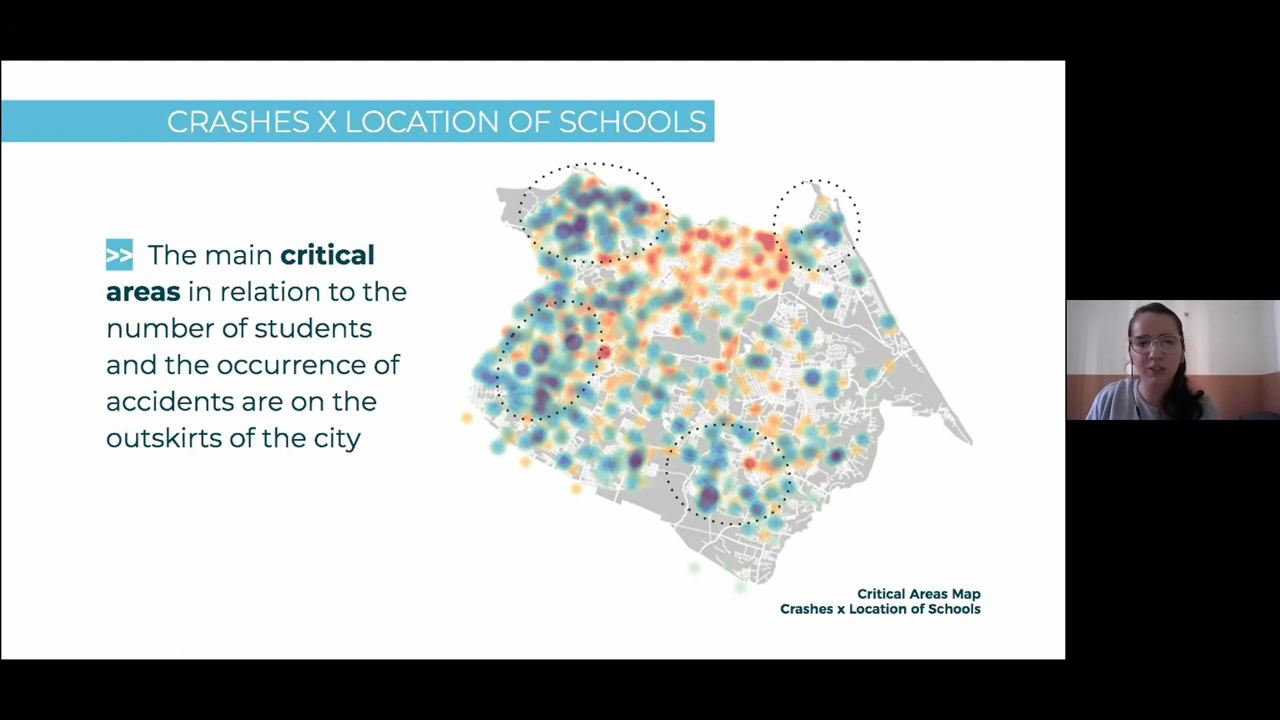 CRASHES X LOCATION OF SCHOOLS
>> The main critical
areas in relation to the
number of students
and the occurrence of
accidents are on the
outskirts of the city
Critical Areas Map
Crashes x Location of Schools